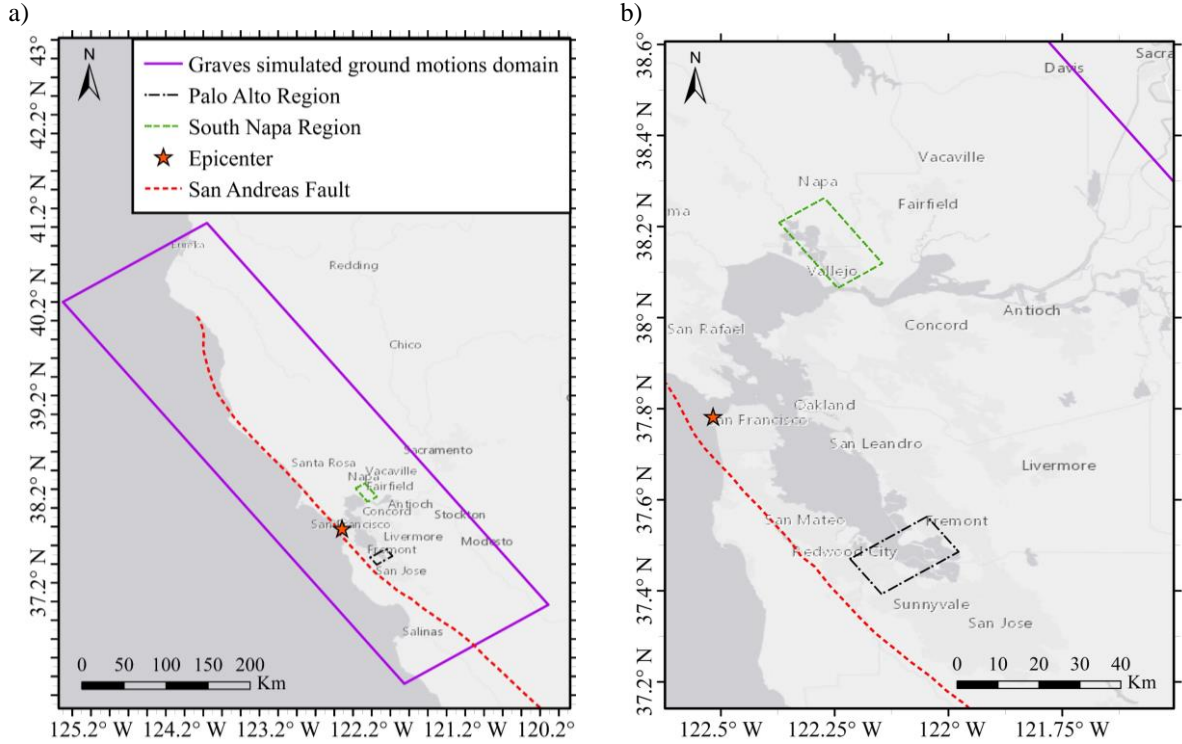 a)
43°
42.2° N
41.2° N
40.2° N
39.2° N
38.2° N
37.2° N
N
Graves simulated ground motions domain
Palo Alto Region
South Napa Region
Epicenter
San Andreas Fault
Eureka
Redding
Chico
Sacramento
Santa Rosa
Vacaville
Napa
Fairfield
Antioch
Concord
Stockton
San Francisco
Livermore
Modesto
Fremont
San Jose
Salinas
0 50 100 150 200
Km
125.2° W 124.2° W 123.2° W 122.2° W 121.2° W 120.2°
b)
38.6°
38.4° N
38.2° N
38° N
37.8° N
37.6° N
37.4° N
37.2° N
N
Davis
Sacra
Vacaville
Napa
Fairfield
ma
Vallejo
Antioch
San Rafael
Concord
Oakland
San Francisco
San Leandro
Livermore
San Mateo
Fremont
Redwood City
Sunnyvale
San Jose
0 10 20 30 40
Km
122.5° W 122.25° W 122° W 121.75° W